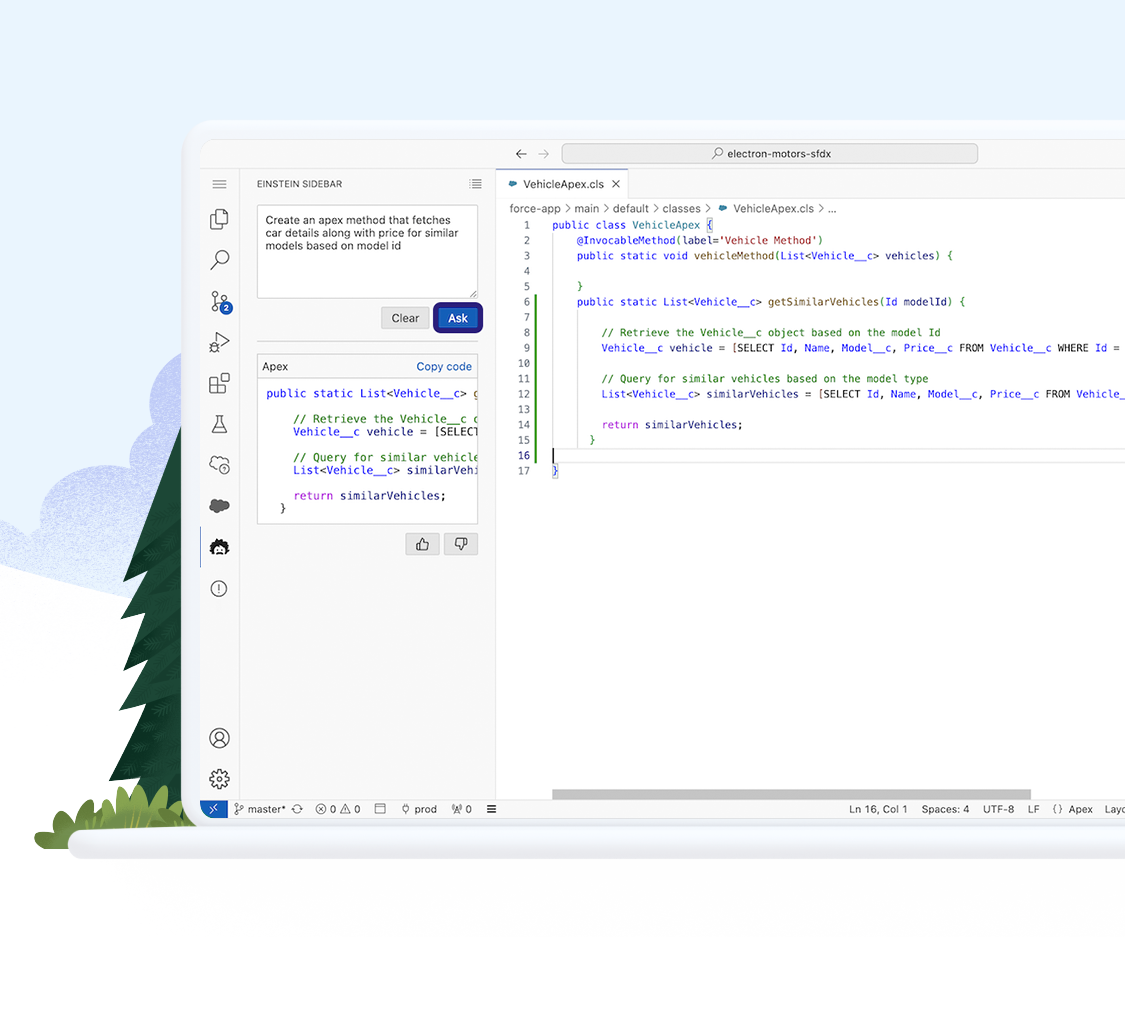 electron-motors-sfdx
EINSTEIN SIDEBAR
Create an apex method that fetches
car details along with price for similar
models based on model id
Clear
Ask
Apex
Copy code
public static List<Vehicle__c> g
// Retrieve the Vehicle__c o
Vehicle__c vehicle = [SELECT
// Query for similar vehicle
List<Vehicle__c> similarVehi
return similarVehicles;
}
2
VehicleApex.cls
force-app > main > default > classes > VehicleApex.cls > ...
1 public class VehicleApex {
2 @InvocableMethod(label='Vehicle Method')
3 public static void vehicleMethod(List<Vehicle__c> vehicles) {
4
5 }
6 public static List<Vehicle__c> getSimilarVehicles(Id modelId) {
7
8 // Retrieve the Vehicle__c object based on the model Id
9 Vehicle__c vehicle = [SELECT Id, Name, Model__c, Price__c FROM Vehicle__c WHERE Id =
10
11 // Query for similar vehicles based on the model type
12 List<Vehicle__c> similarVehicles = [SELECT Id, Name, Model__c, Price__c FROM Vehicle_
13
14 return similarVehicles;
15 }
16
17 }
master* 0 0 prod 0 Ln 16, Col 1 Spaces: 4 UTF-8 LF {} Apex Layo